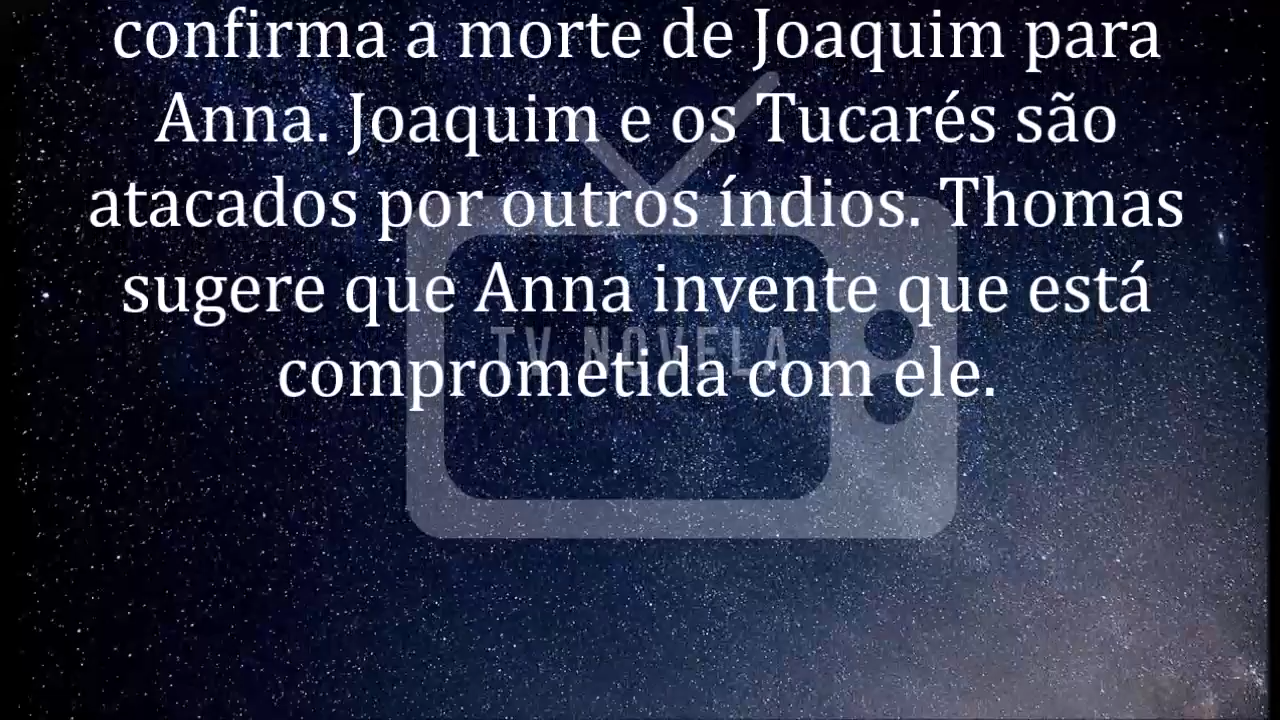 confirma a morte de Joaquim para
Anna. Joaquim e os Tucarés são
atacados por outros índios. Thomas
sugere que Anna invente que está
TV NOVELA
comprometida com ele.